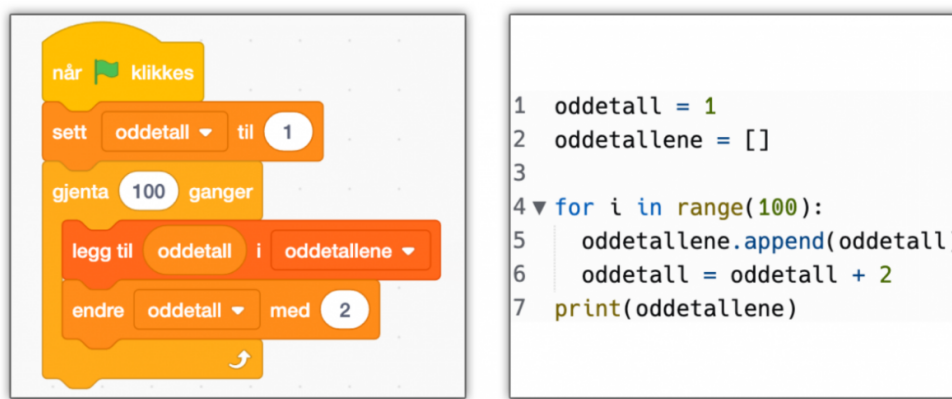 når klikkes
sett oddetall til 1
gjenta 100 ganger
legg til oddetall i oddetallene
endre oddetall med 2
1 oddetall = 1
2 oddetallene = []
3
4 for i in range(100):
5 oddetallene.append(oddetall)
6 oddetall = oddetall + 2
7 print(oddetallene)